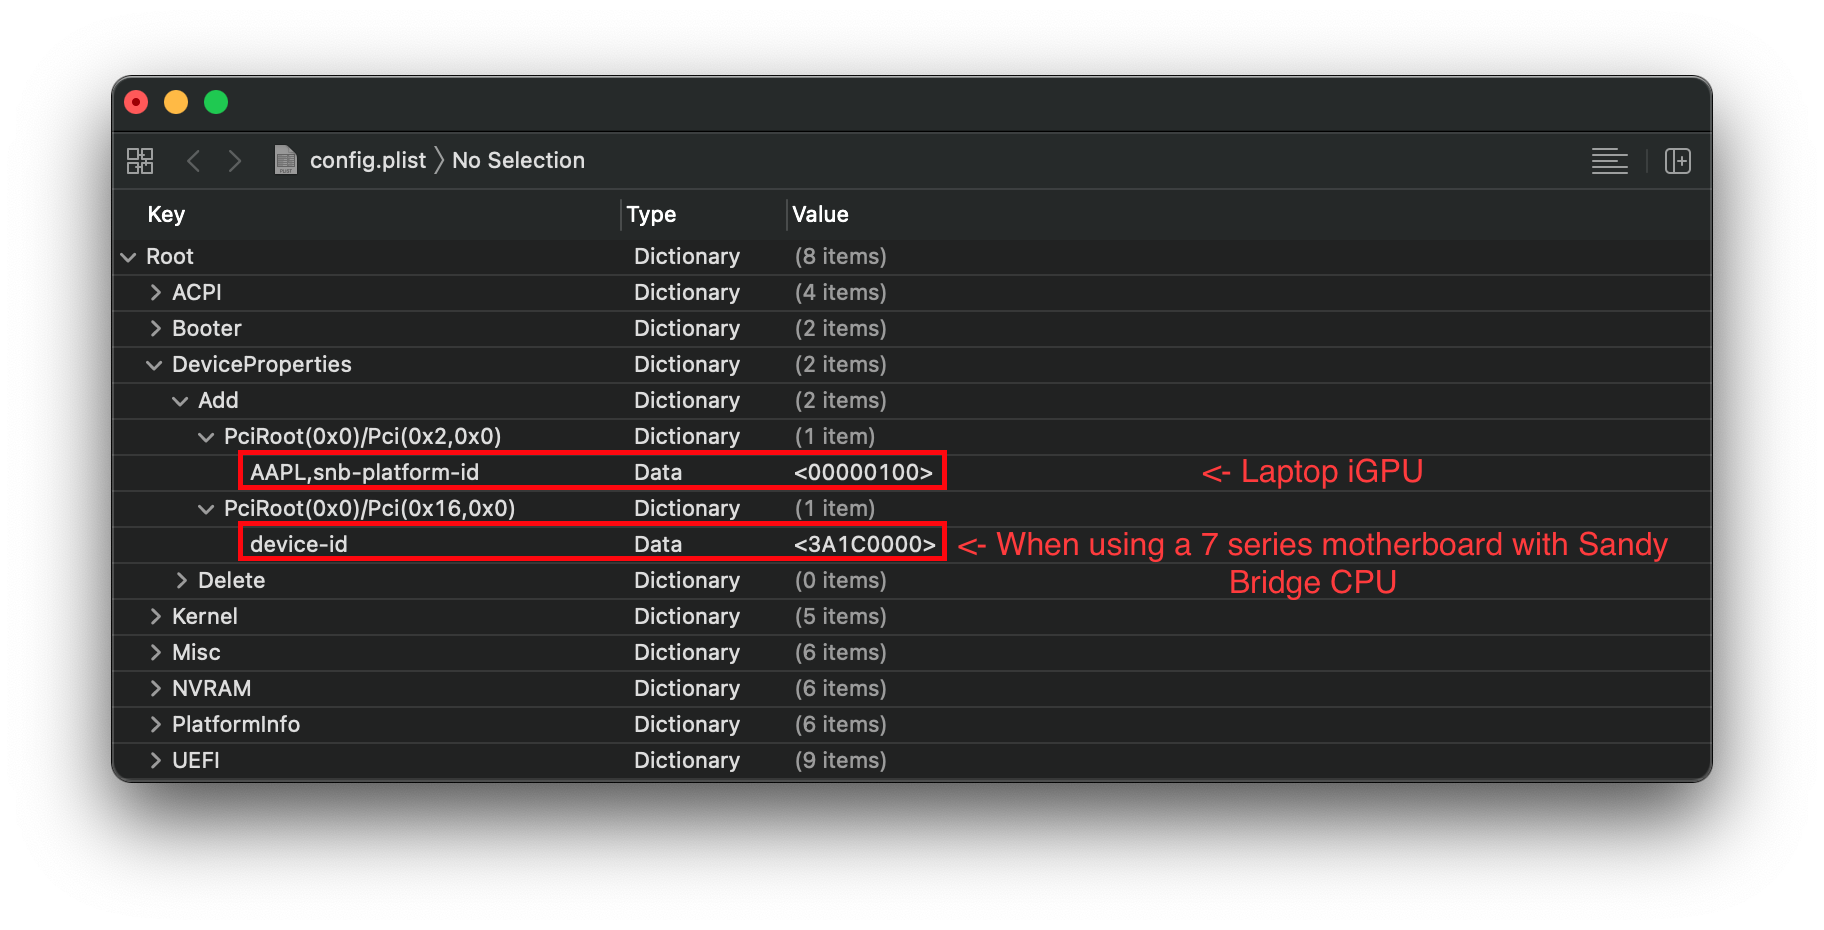 config.plist 〉 No Selection
Key Type Value
Root Dictionary (8 items)
ACPI Dictionary (4 items)
Booter Dictionary (2 items)
DeviceProperties Dictionary (2 items)
Add Dictionary (2 items)
PciRoot(0x0)/Pci(0x2,0x0) Dictionary (1 item)
AAPL,snb-platform-id Data <00000100> <- Laptop iGPU
PciRoot(0x0)/Pci(0x16,0x0) Dictionary (1 item)
device-id Data <3A1C0000> <- When using a 7 series motherboard with Sandy
Bridge CPU
Delete Dictionary (0 items)
Kernel Dictionary (5 items)
Misc Dictionary (6 items)
NVRAM Dictionary (6 items)
PlatformInfo Dictionary (6 items)
UEFI Dictionary (9 items)